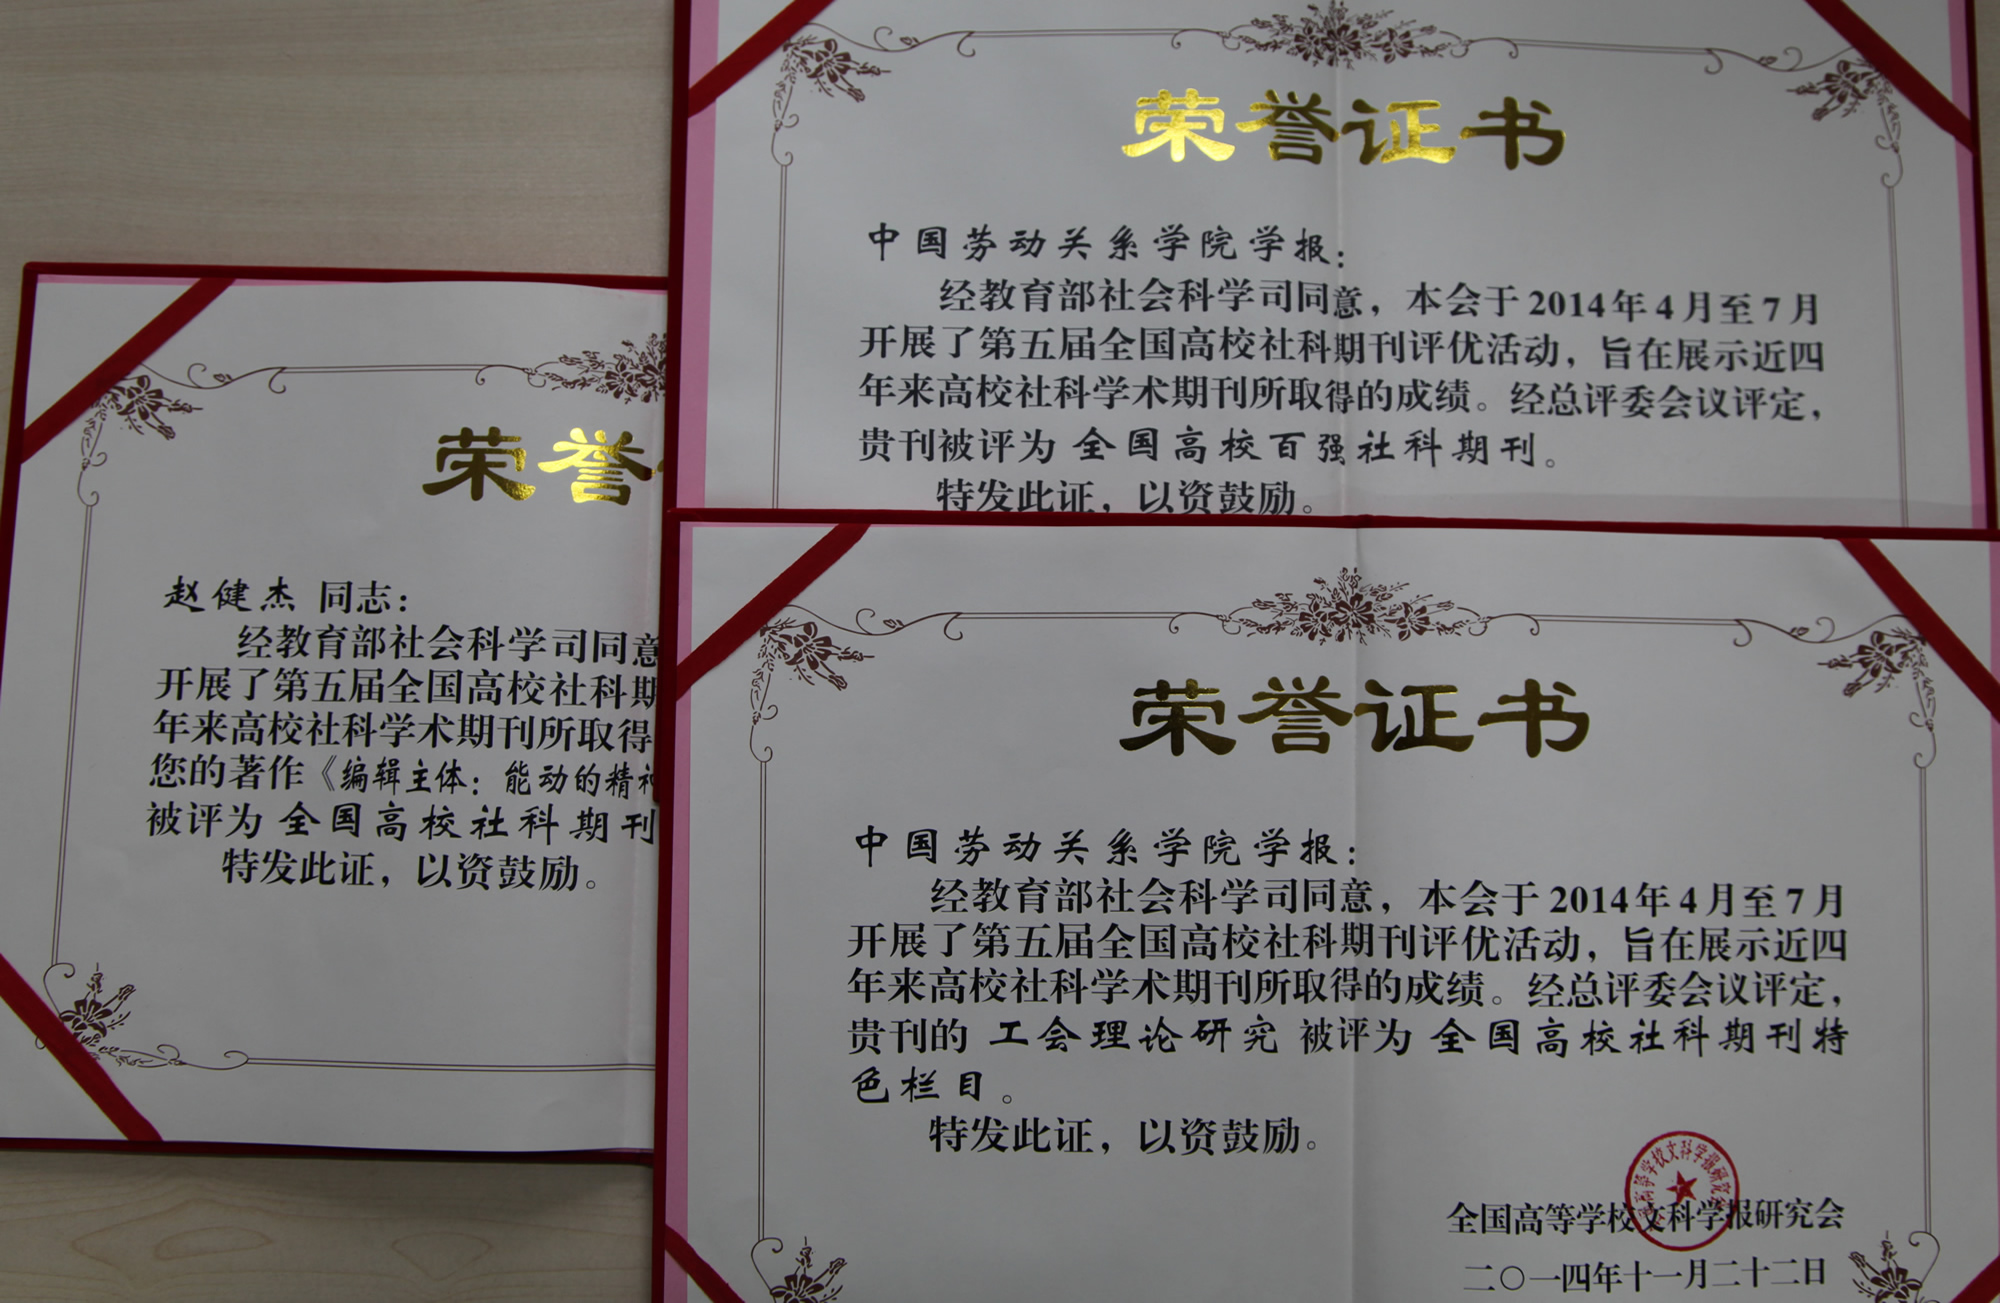 荣誉证书
中国劳动关系学院学报：
经教育部社会科学司同意，本会于2014年4月至7月
开展了第五届全国高校社科期刊评优活动，旨在展示近四
年来高校社科学术期刊所取得的成绩。经总评委会议评定，
贵刊被评为 全国高校百强社科期刊。
特发此证，以资鼓励。
荣誉
赵健杰 同志：
经教育部社会科学司同意
开展了第五届全国高校社科期
年来高校社科学术期刊所取得
您的著作《编辑主体：能动的精神
被评为 全国高校社科期刊
特发此证，以资鼓励。
荣誉证书
中国劳动关系学院学报：
经教育部社会科学司同意，本会于2014年4月至7月
开展了第五届全国高校社科期刊评优活动，旨在展示近四
年来高校社科学术期刊所取得的成绩。经总评委会议评定，
贵刊的 工会理论研究 被评为 全国高校社科期刊特
色栏目。
特发此证，以资鼓励。
全国高等学校文科学报研究会
二〇一四年十一月二十二日